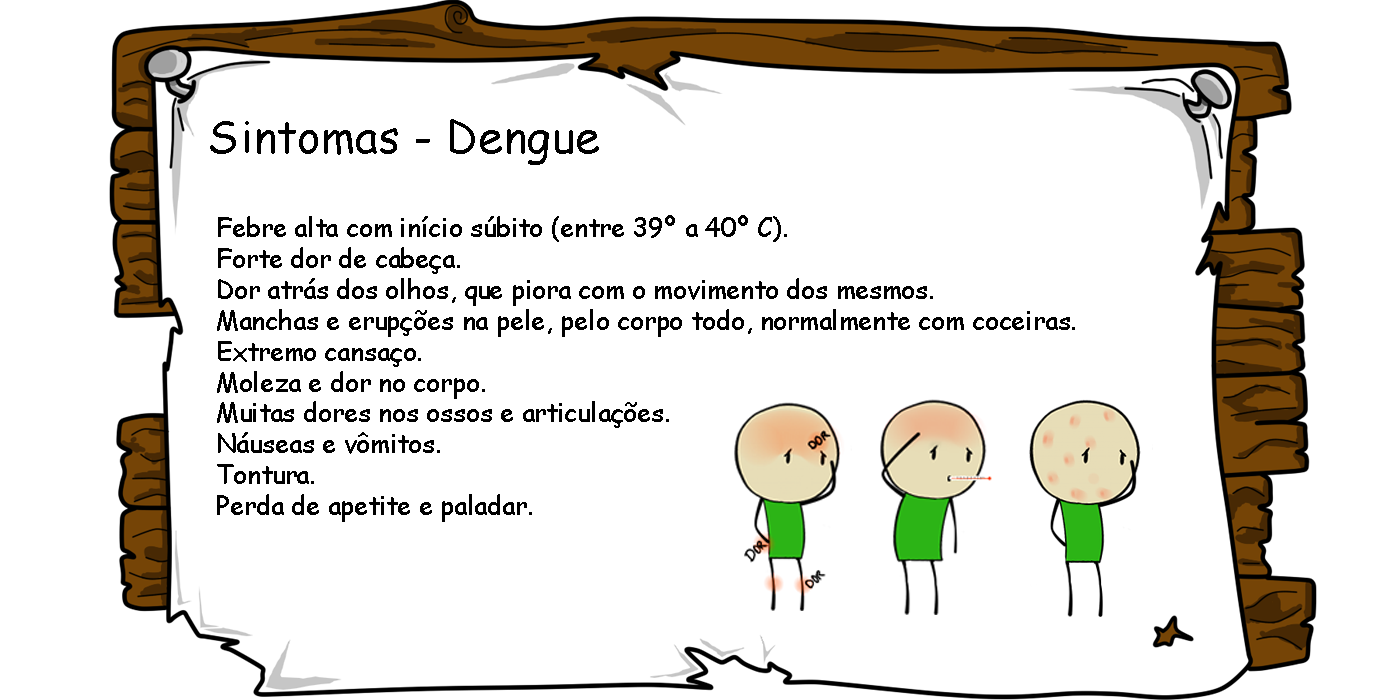 Sintomas - Dengue
Febre alta com início súbito (entre 39º a 40º C).
Forte dor de cabeça.
Dor atrás dos olhos, que piora com o movimento dos mesmos.
Manchas e erupções na pele, pelo corpo todo, normalmente com coceiras.
Extremo cansaço.
Moleza e dor no corpo.
Muitas dores nos ossos e articulações.
Náuseas e vômitos.
Tontura.
Perda de apetite e paladar.
DOR
DOR
DOR